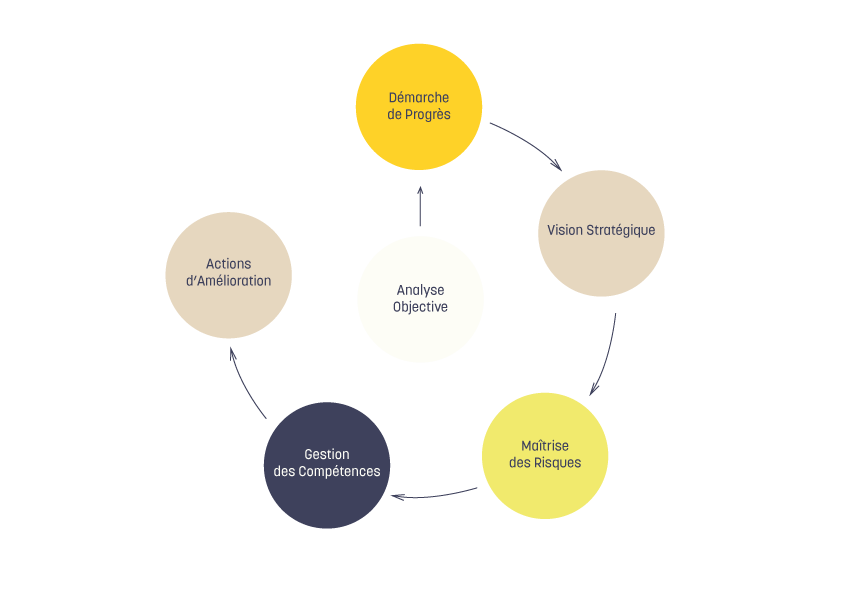 Démarche
de Progrès
Vision Stratégique
Actions
d'Amélioration
Analyse
Objective
Maîtrise
des Risques
Gestion
des Compétences